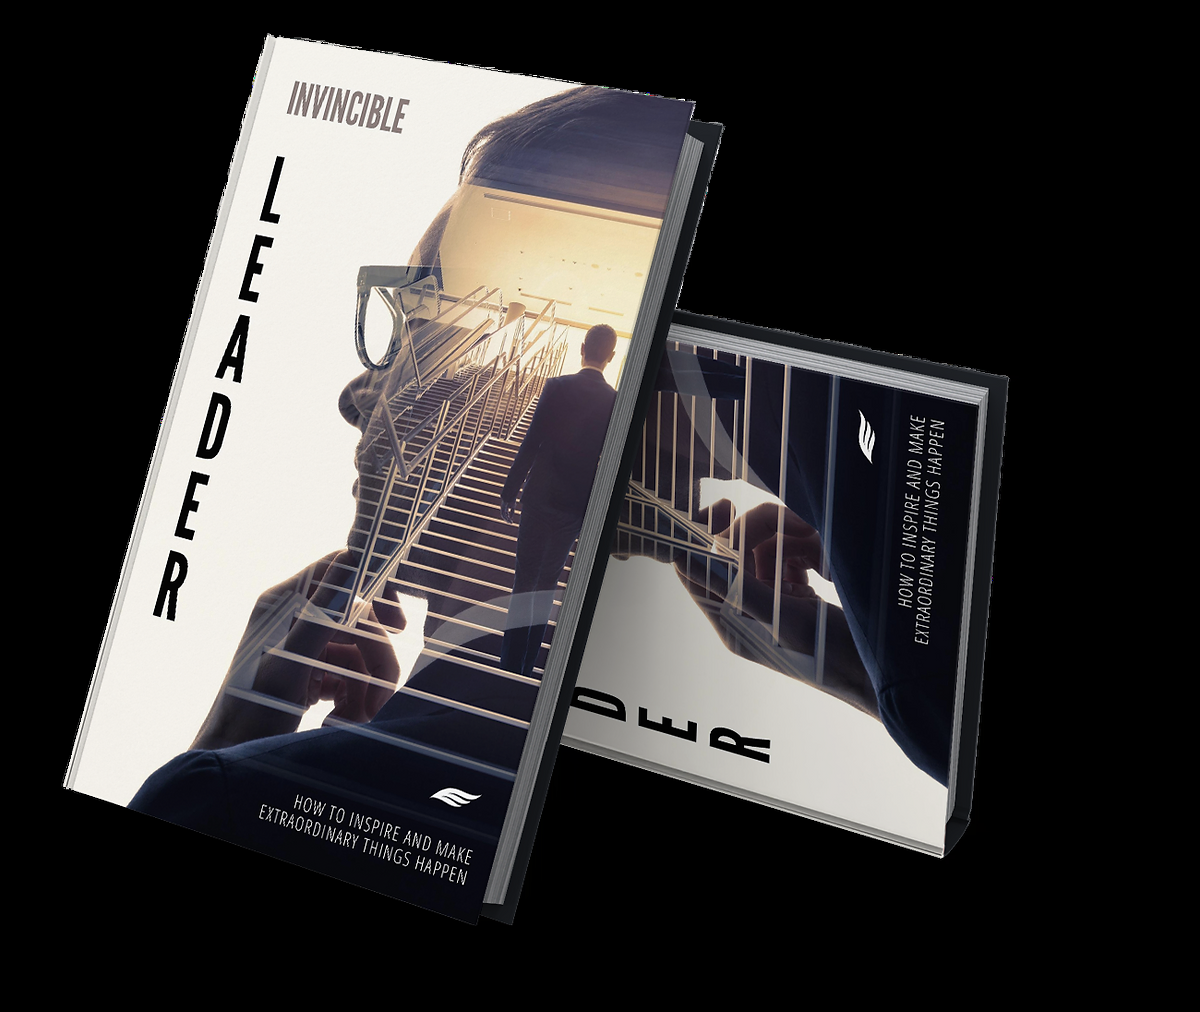 INVINCIBLE
LEADER
HOW TO INSPIRE AND MAKE
EXTRAORDINARY THINGS HAPPEN
DER
HOW TO INSPIRE AND MAKE
EXTRAORDINARY THINGS HAPPEN